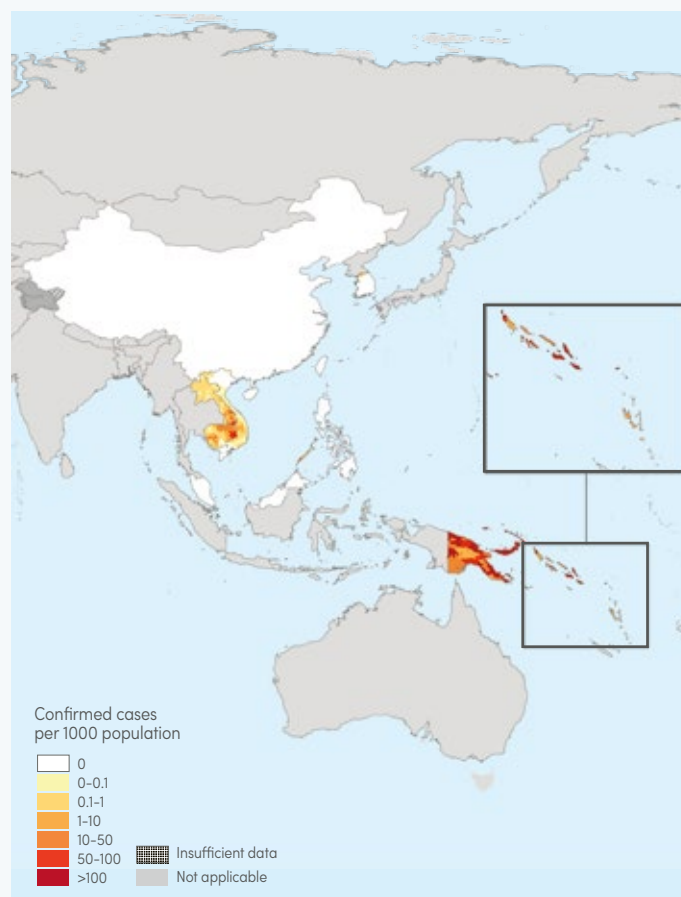 Confirmed cases
per 1000 population
0
0-0.1
0.1-1
1-10
10-50
50-100
>100
Insufficient data
Not applicable